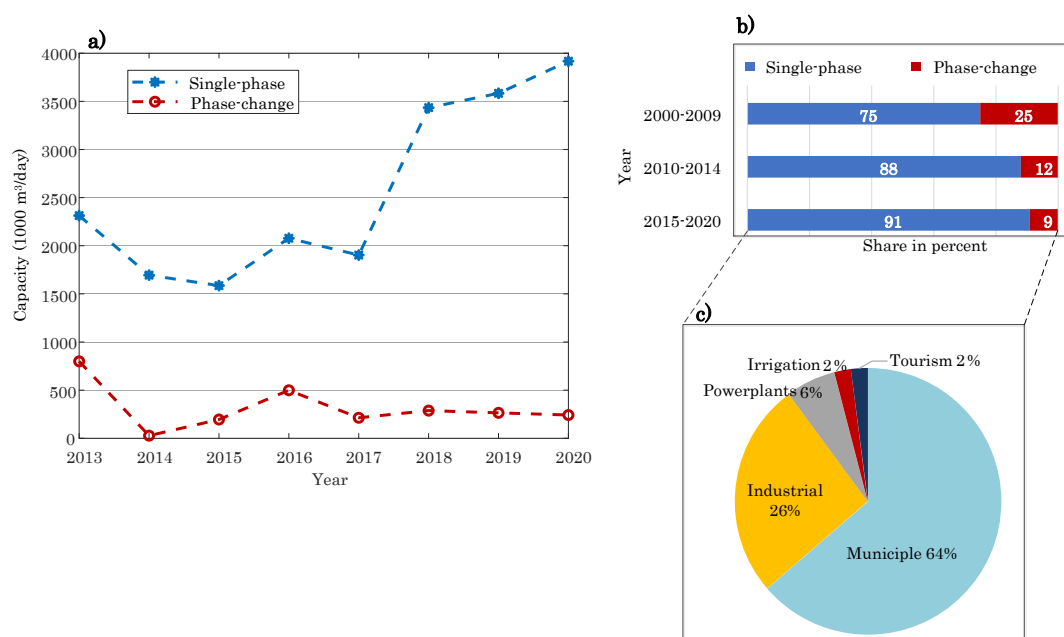 a)
4000
3500
3000
2500
2000
1500
1000
500
0
Capacity (1000 m³/day)
Single-phase
Phase-change
2013 2014 2015 2016 2017 2018 2019 2020
Year
b)
Single-phase Phase-change
Year
2000-2009 75 25
2010-2014 88 12
2015-2020 91 9
Share in percent
c)
Irrigation 2% Tourism 2%
Powerplants 6%
Industrial
26%
Municiple 64%